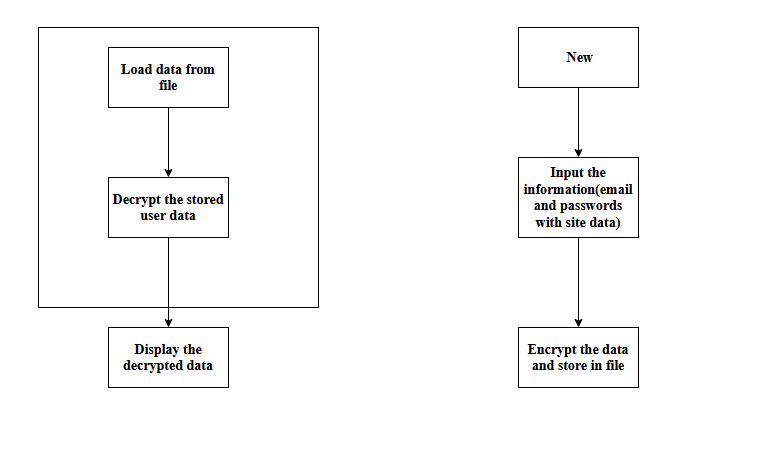 Load data from
file
Decrypt the stored
user data
Display the
decrypted data
New
Input the
information(email
and passwords
with site data)
Encrypt the data
and store in file